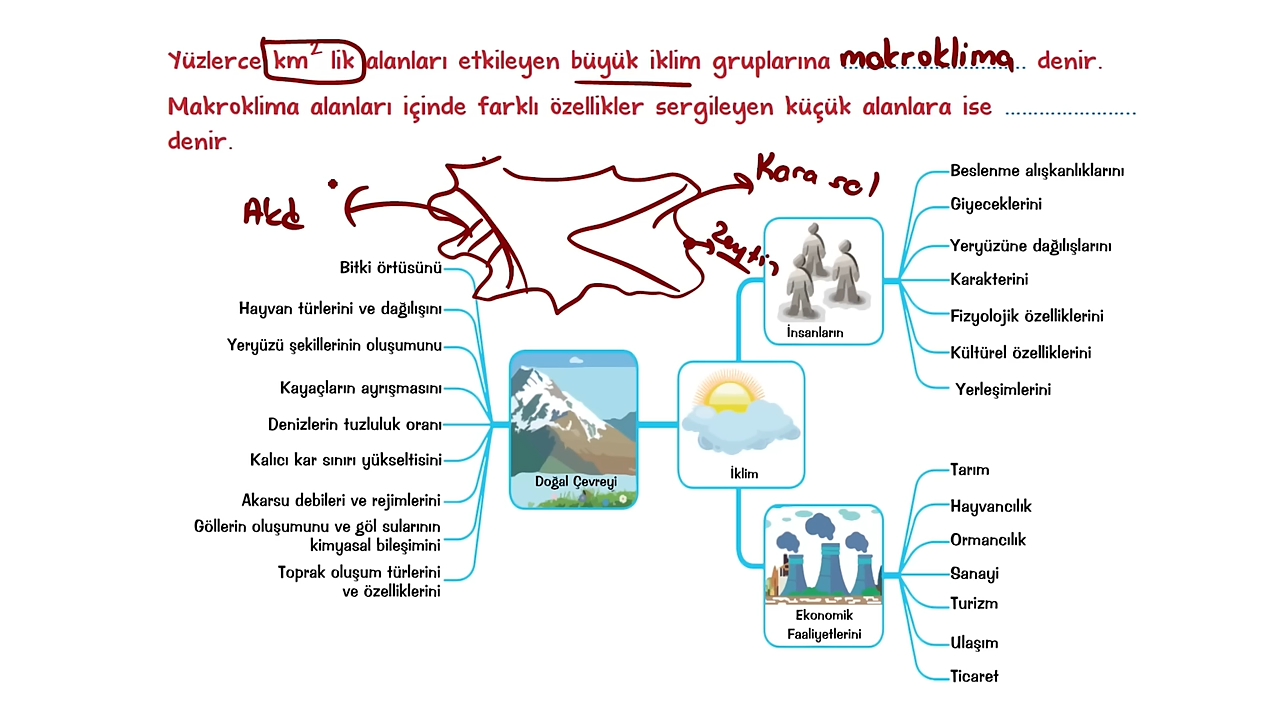 Yüzlerce km² lik alanları etkileyen büyük iklim gruplarına makroklima denir.
Makroklima alanları içinde farklı özellikler sergileyen küçük alanlara ise ........................
denir.
Akd
Karasal
Zeytin
Bitki örtüsünü
Hayvan türlerini ve dağılışını
Yeryüzü şekillerinin oluşumunu
Kayaçların ayrışmasını
Denizlerin tuzluluk oranı
Kalıcı kar sınırı yükseltisini
Akarsu debileri ve rejimlerini
Göllerin oluşumunu ve göl sularının
kimyasal bileşimini
Toprak oluşum türlerini
ve özelliklerini
Doğal Çevreyi
İklim
İnsanların
Beslenme alışkanlıklarını
Giyeceklerini
Yeryüzüne dağılışlarını
Karakterini
Fizyolojik özelliklerini
Kültürel özelliklerini
Yerleşimlerini
Ekonomik
Faaliyetlerini
Tarım
Hayvancılık
Ormancılık
Sanayi
Turizm
Ulaşım
Ticaret